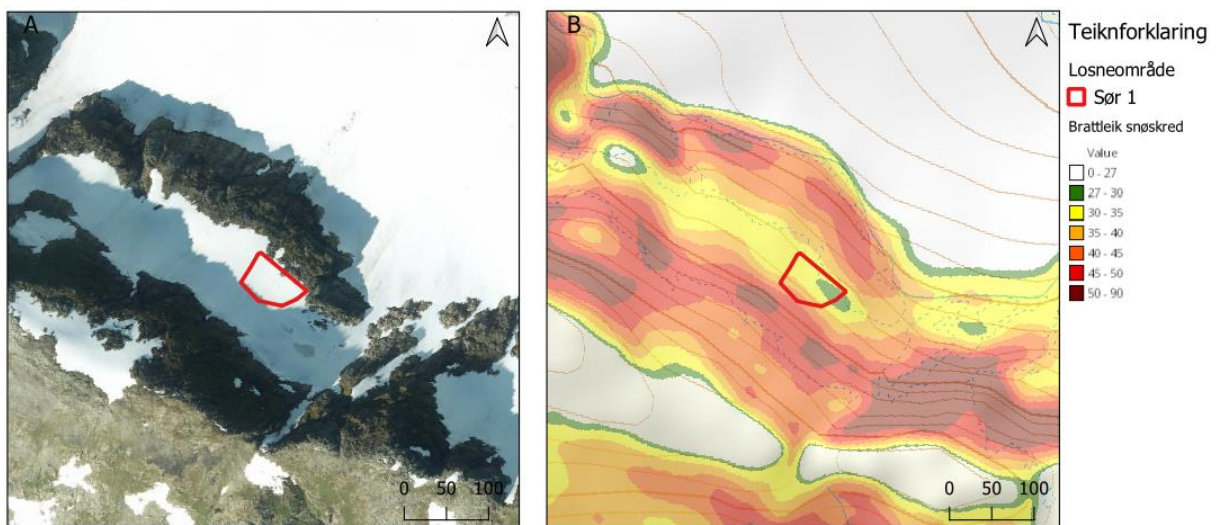 A
B
Teiknforklaring
Losneområde
Sør 1
Brattleik snøskred
Value
0 - 27
27 - 30
30 - 35
35 - 40
40 - 45
45 - 50
50 - 90
0 50 100
0 50 100